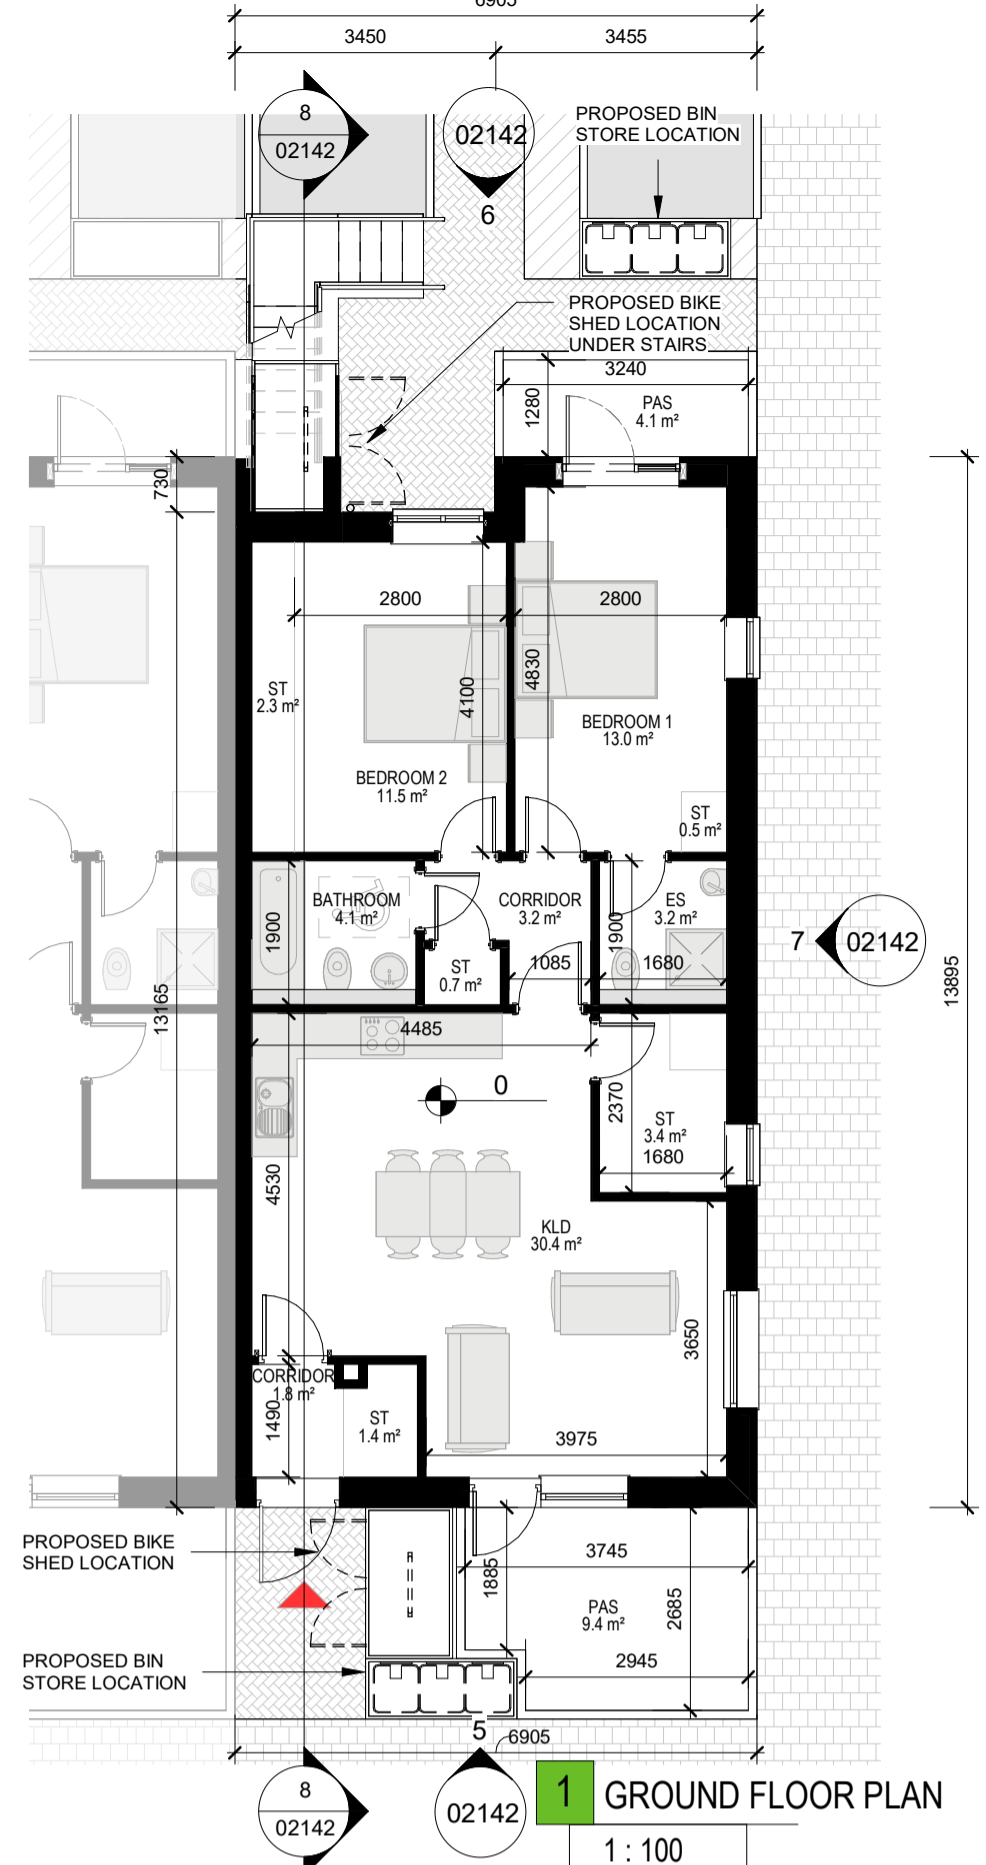 6905
3450
3455
8
02142
02142
6
PROPOSED BIN
STORE LOCATION
PROPOSED BIKE
SHED LOCATION
UNDER STAIRS
3240
1280
PAS
4.1 m²
730
2800
2800
ST
2.3 m²
4100
4830
BEDROOM 1
13.0 m²
BEDROOM 2
11.5 m²
ST
0.5 m²
BATHROOM
4.1 m²
CORRIDOR
3.2 m²
ES
3.2 m²
1900
1900
ST
0.7 m²
1085
1680
7
02142
13895
13165
4485
0
2370
ST
3.4 m²
1680
4530
KLD
30.4 m²
3650
CORRIDOR
1.8 m²
1490
ST
1.4 m²
3975
PROPOSED BIKE
SHED LOCATION
1885
3745
PAS
9.4 m²
2685
2945
PROPOSED BIN
STORE LOCATION
5
6905
8
02142
02142
1 GROUND FLOOR PLAN
1 : 100